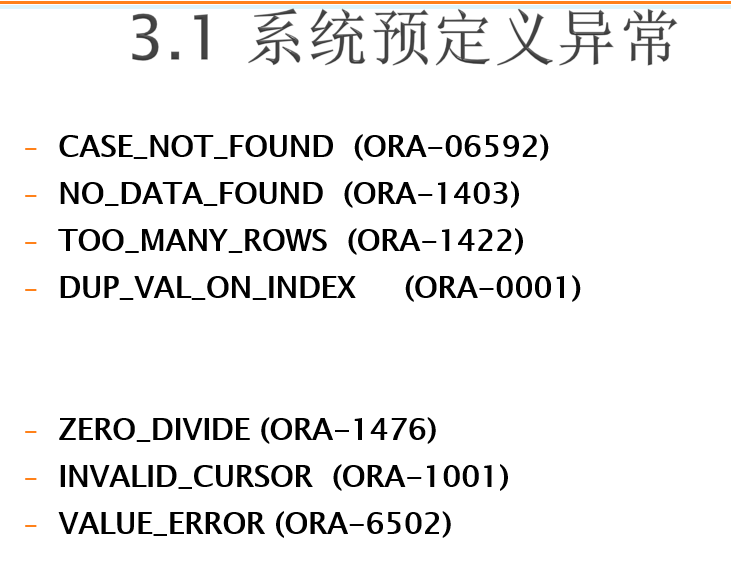 3.1 系统预定义异常
– CASE_NOT_FOUND (ORA–06592)
– NO_DATA_FOUND (ORA–1403)
– TOO_MANY_ROWS (ORA–1422)
– DUP_VAL_ON_INDEX (ORA–0001)
– ZERO_DIVIDE (ORA–1476)
– INVALID_CURSOR (ORA–1001)
– VALUE_ERROR (ORA–6502)